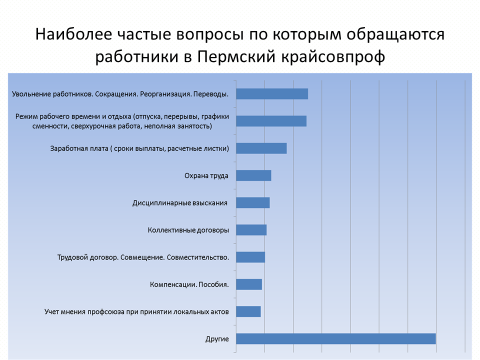 Наиболее частые вопросы по которым обращаются
работники в Пермский крайсовпроф
Увольнение работников. Сокращения. Реорганизация. Переводы.
Режим рабочего времени и отдыха (отпуска, перерывы, графики
сменности, сверхурочная работа, неполная занятость)
Заработная плата ( сроки выплаты, расчетные листки)
Охрана труда
Дисциплинарные взыскания
Коллективные договоры
Трудовой договор. Совмещение. Совместительство.
Компенсации. Пособия.
Учет мнения профсоюза при принятии локальных актов
Другие